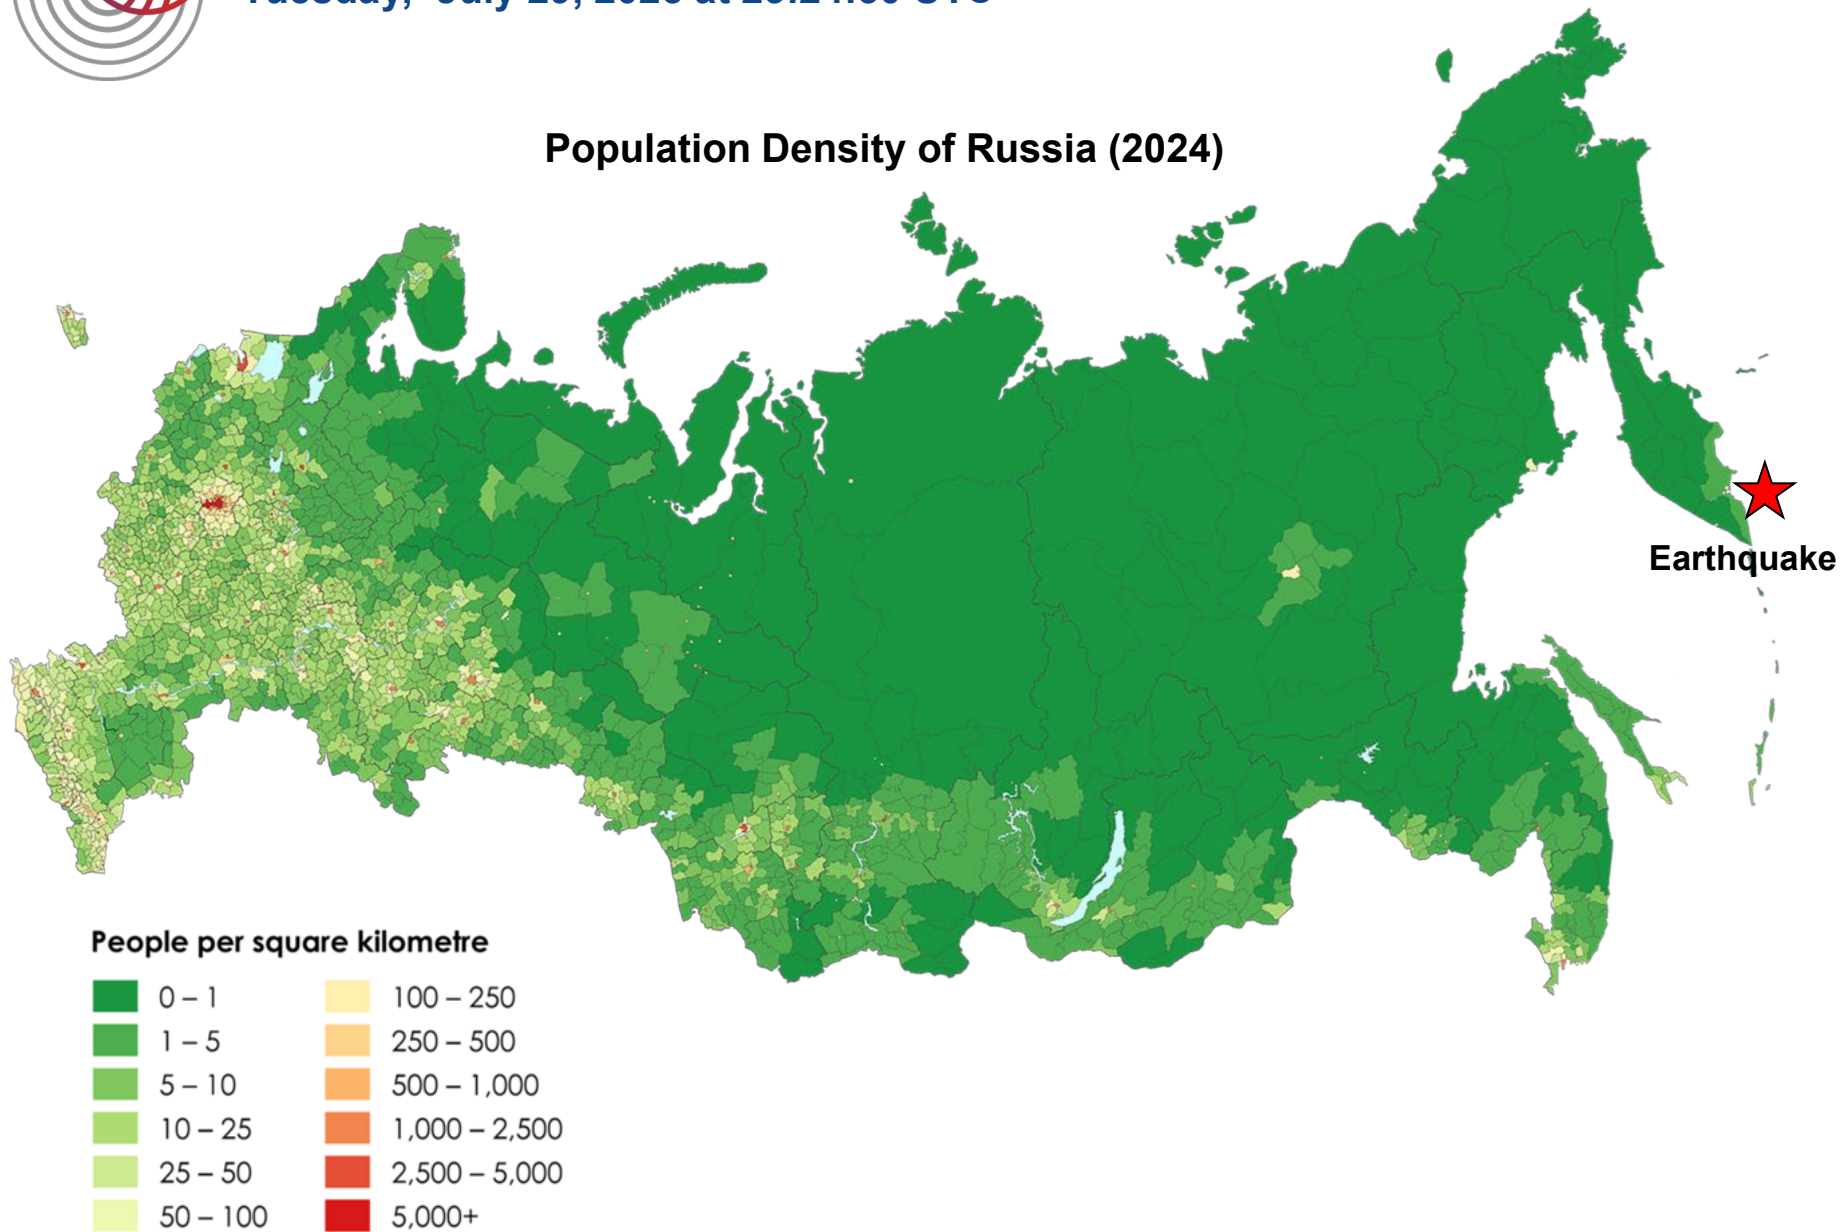 Population Density of Russia (2024)
Earthquake
People per square kilometre
0 – 1
1 – 5
5 – 10
10 – 25
25 – 50
50 – 100
100 – 250
250 – 500
500 – 1,000
1,000 – 2,500
2,500 – 5,000
5,000+